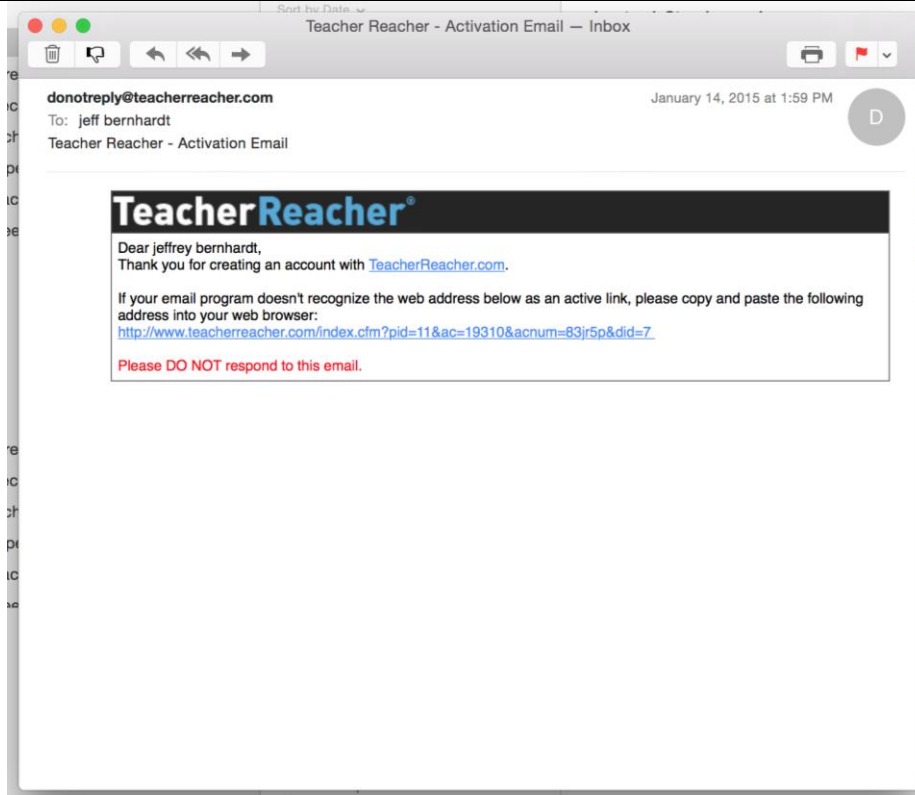 Sort by Date
Teacher Reacher - Activation Email — Inbox
donotreply@teacherreacher.com
January 14, 2015 at 1:59 PM
D
To: jeff bernhardt
Teacher Reacher - Activation Email
TeacherReacher®
Dear jeffrey bernhardt,
Thank you for creating an account with TeacherReacher.com.
If your email program doesn't recognize the web address below as an active link, please copy and paste the following
address into your web browser:
http://www.teacherreacher.com/index.cfm?pid=11&ac=19310&acnum=83jr5p&did=7
Please DO NOT respond to this email.